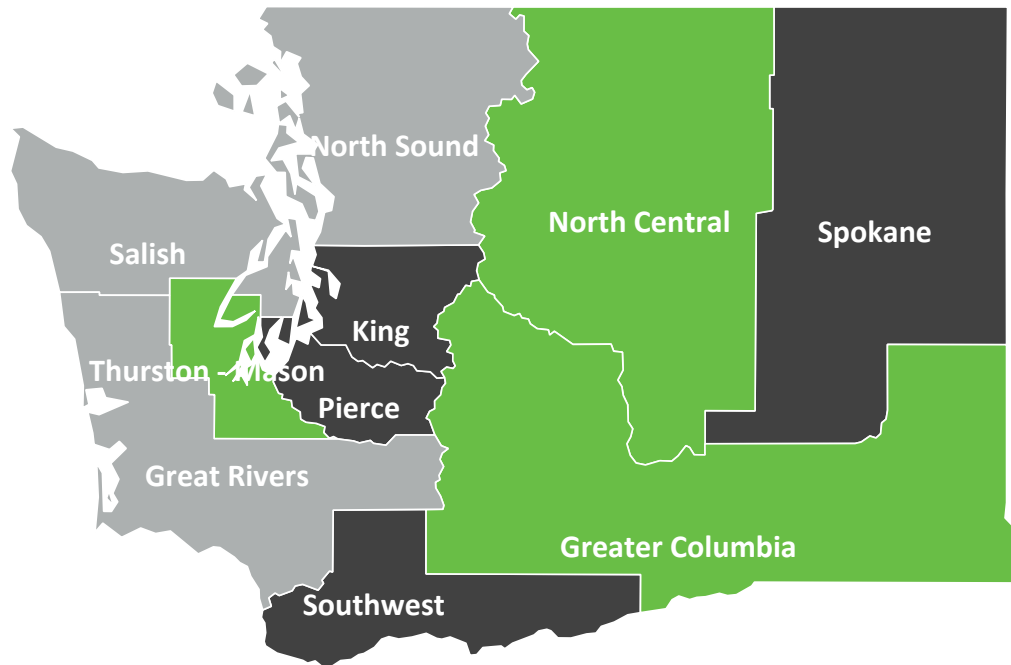 North Sound
North Central
Spokane
Salish
King
Thurston - Mason
Pierce
Great Rivers
Greater Columbia
Southwest